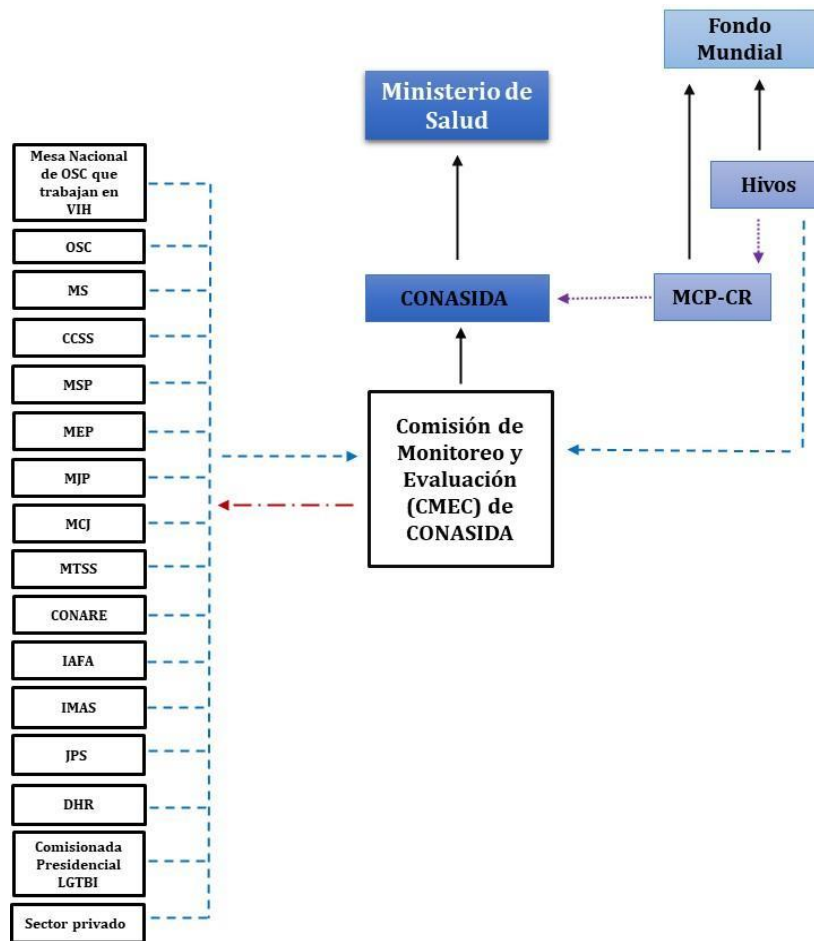 Fondo
Mundial
Ministerio de
Salud
Hivos
CONASIDA
MCP-CR
Comisión de
Monitoreo y
Evaluación
(CMEC) de
CONASIDA
Mesa Nacional
de OSC que
trabajan en
VIH
OSC
MS
CCSS
MSP
MEP
MJP
MCJ
MTSS
CONARE
IAFA
IMAS
JPS
DHR
Comisionada
Presidencial
LGTBI
Sector privado